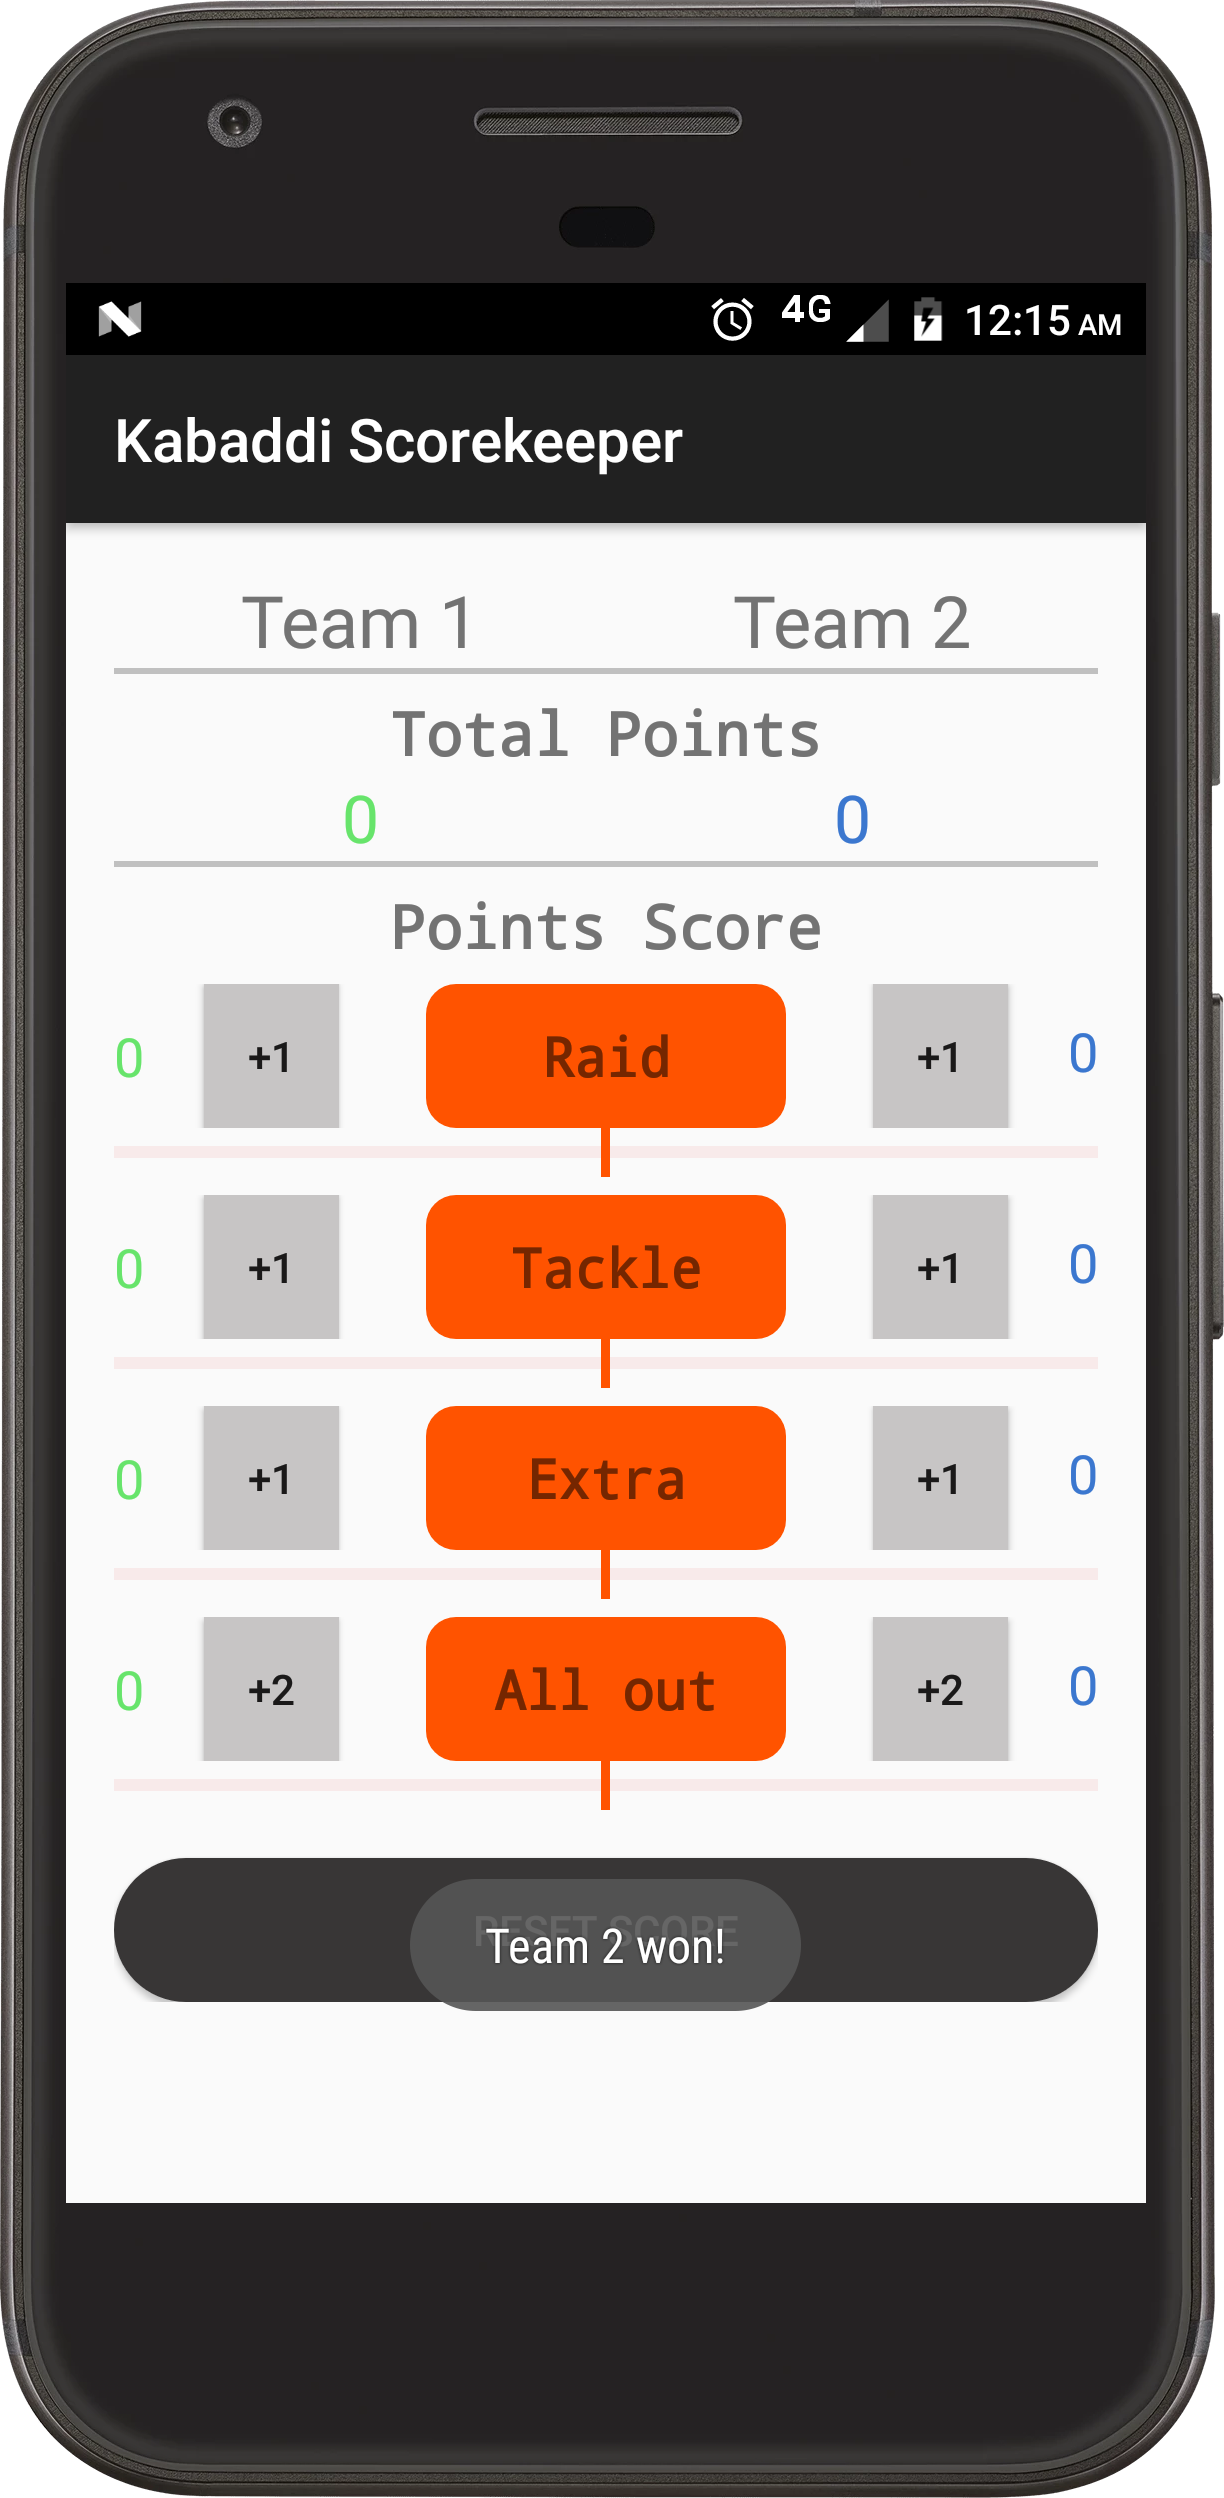 4G 12:15 AM
Kabaddi Scorekeeper
Team 1 Team 2
Total Points
0 0
Points Score
0 +1 Raid +1 0
0 +1 Tackle +1 0
0 +1 Extra +1 0
0 +2 All out +2 0
RESET SCORE
Team 2 won!